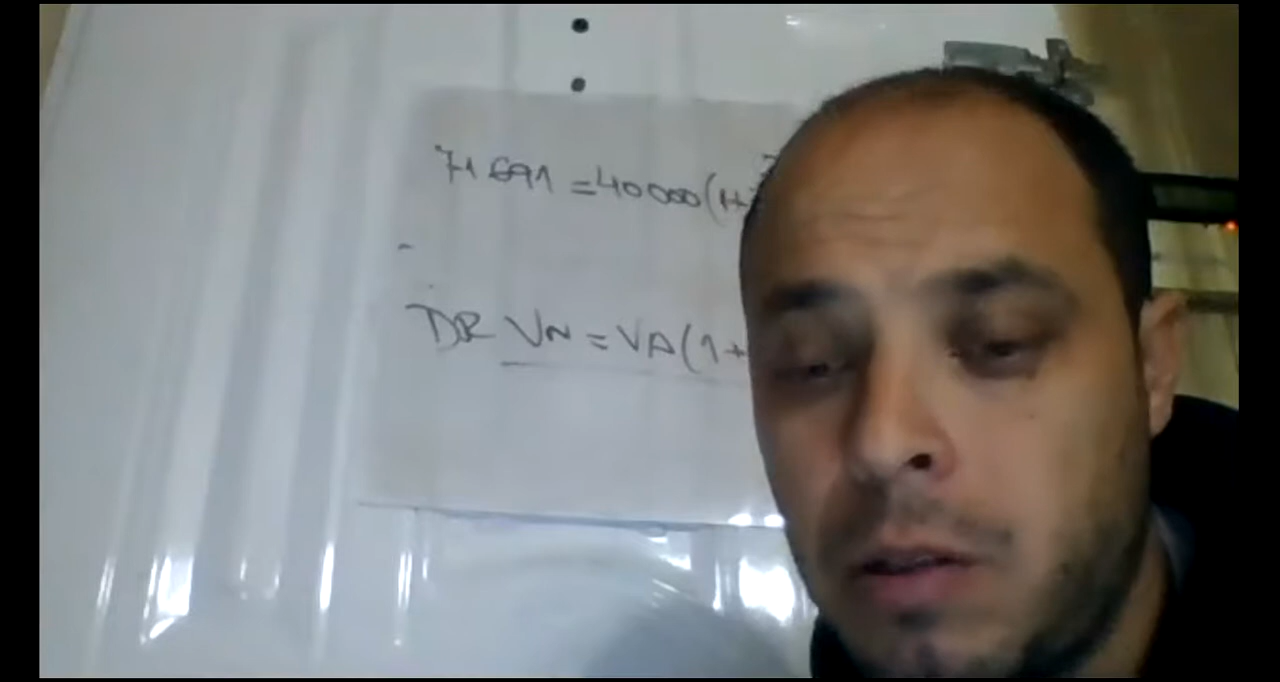 71 691 = 40 000 (1+
DR VN = VA (1+